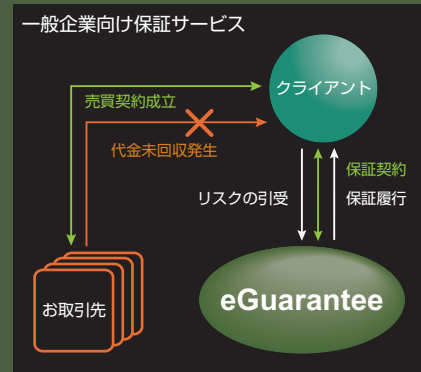 一般企業向け保証サービス
クライアント
売買契約成立
代金未回収発生
保証契約
リスクの引受
保証履行
お取引先
eGuarantee